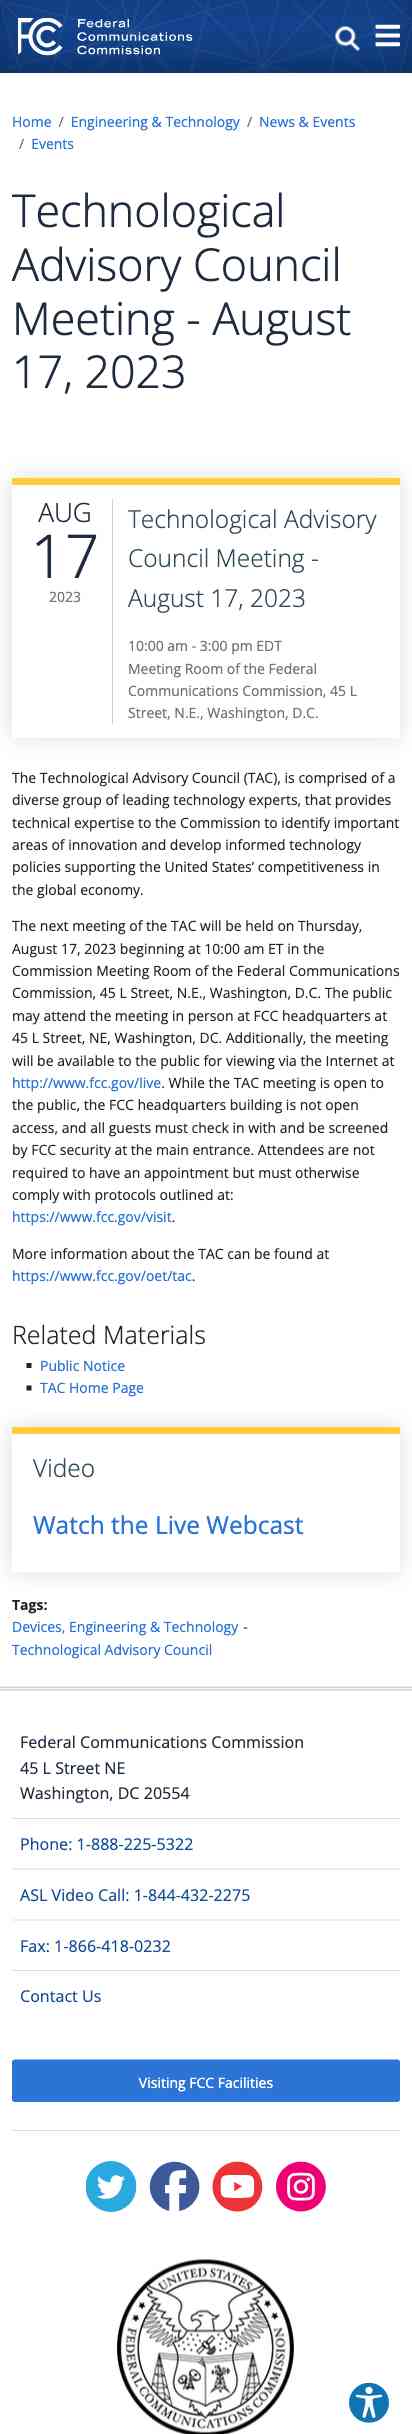 Federal
Communications
Commission
Home / Engineering & Technology / News & Events
/ Events
Technological
Advisory Council
Meeting - August
17, 2023
AUG
17
2023
Technological Advisory
Council Meeting -
August 17, 2023
10:00 am - 3:00 pm EDT
Meeting Room of the Federal
Communications Commission, 45 L
Street, N.E., Washington, D.C.
The Technological Advisory Council (TAC), is comprised of a
diverse group of leading technology experts, that provides
technical expertise to the Commission to identify important
areas of innovation and develop informed technology
policies supporting the United States’ competitiveness in
the global economy.
The next meeting of the TAC will be held on Thursday,
August 17, 2023 beginning at 10:00 am ET in the
Commission Meeting Room of the Federal Communications
Commission, 45 L Street, N.E., Washington, D.C. The public
may attend the meeting in person at FCC headquarters at
45 L Street, NE, Washington, DC. Additionally, the meeting
will be available to the public for viewing via the Internet at
http://www.fcc.gov/live. While the TAC meeting is open to
the public, the FCC headquarters building is not open
access, and all guests must check in with and be screened
by FCC security at the main entrance. Attendees are not
required to have an appointment but must otherwise
comply with protocols outlined at:
https://www.fcc.gov/visit.
More information about the TAC can be found at
https://www.fcc.gov/oet/tac.
Related Materials
Public Notice
TAC Home Page
Video
Watch the Live Webcast
Tags:
Devices, Engineering & Technology -
Technological Advisory Council
Federal Communications Commission
45 L Street NE
Washington, DC 20554
Phone: 1-888-225-5322
ASL Video Call: 1-844-432-2275
Fax: 1-866-418-0232
Contact Us
Visiting FCC Facilities
UNITED STATES
FEDERAL COMMUNICATIONS COMMISSION